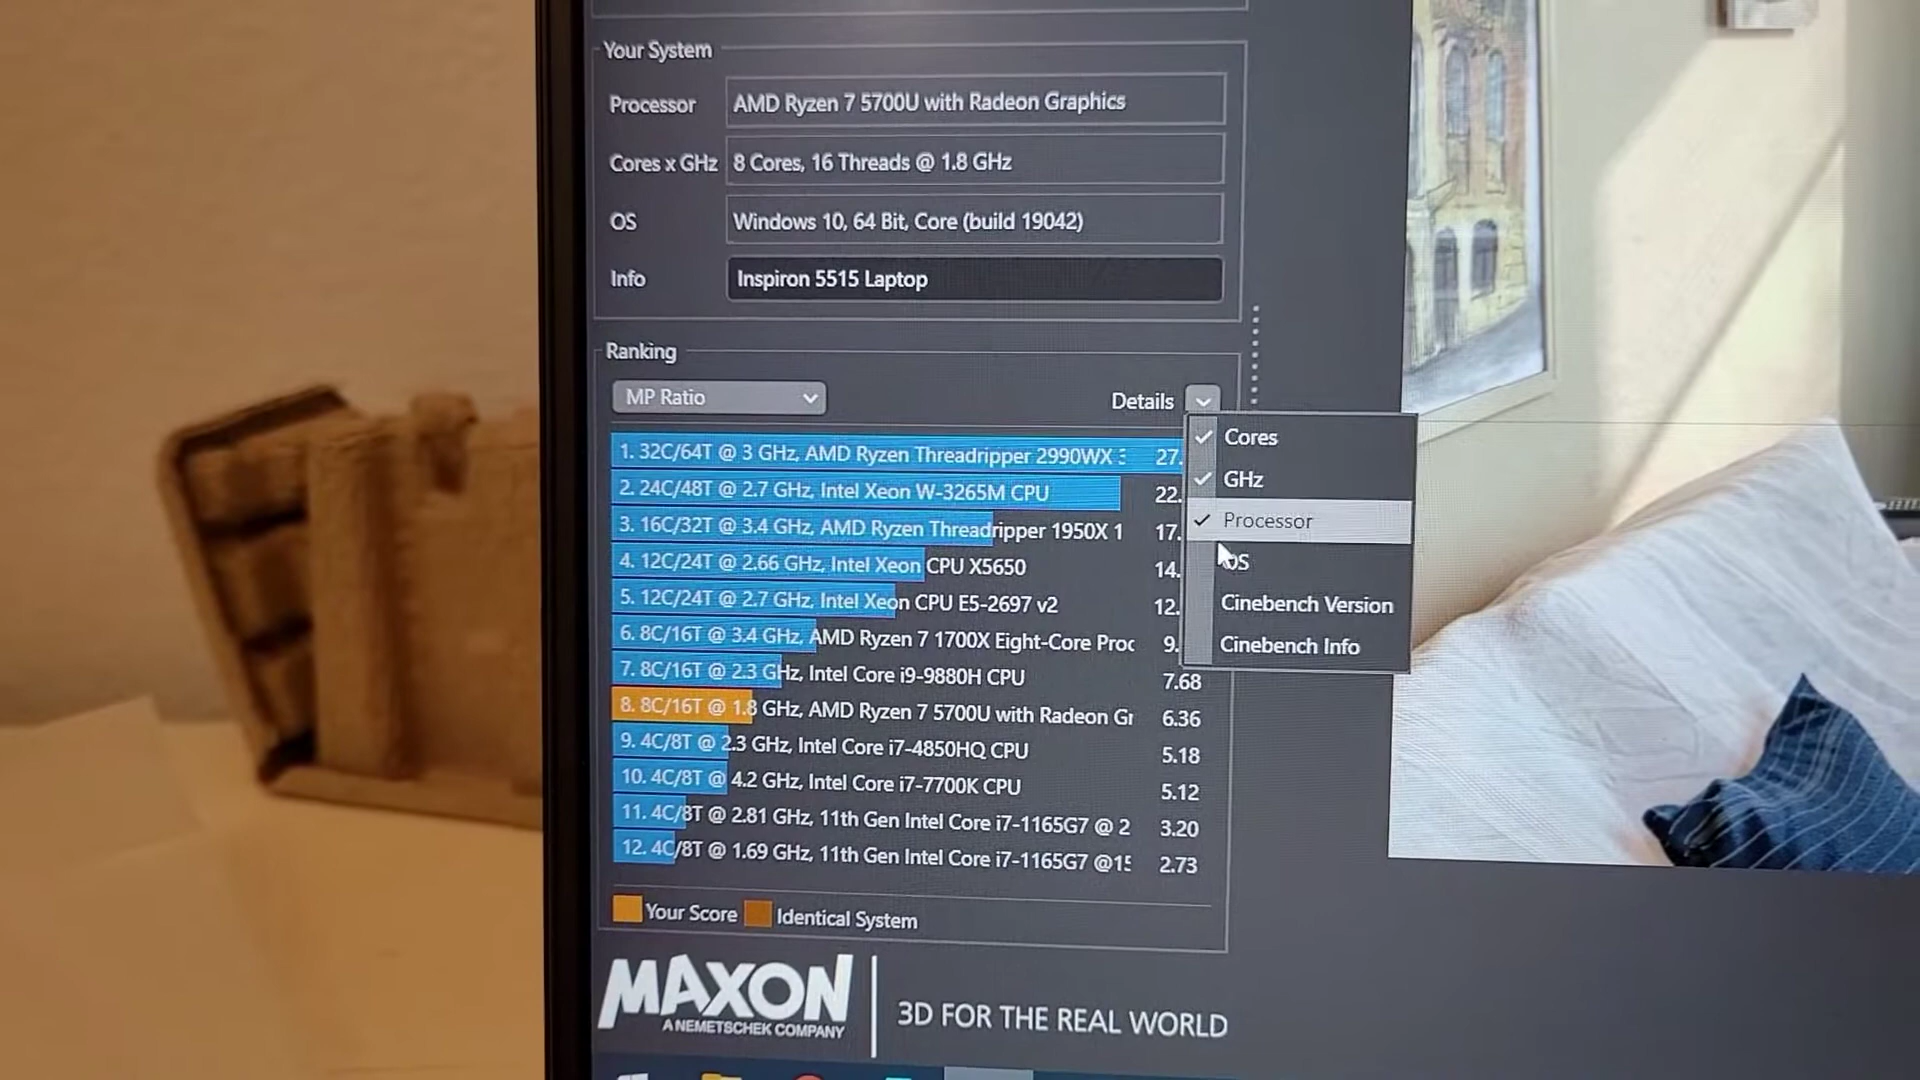 Your System
Processor AMD Ryzen 7 5700U with Radeon Graphics
Cores x GHz 8 Cores, 16 Threads @ 1.8 GHz
OS Windows 10, 64 Bit, Core (build 19042)
Info Inspiron 5515 Laptop
Ranking
MP Ratio Details
Cores
GHz
Processor
OS
Cinebench Version
Cinebench Info
1. 32C/64T @ 3 GHz, AMD Ryzen Threadripper 2990WX 27.
2. 24C/48T @ 2.7 GHz, Intel Xeon W-3265M CPU 22.
3. 16C/32T @ 3.4 GHz, AMD Ryzen Threadripper 1950X 1 17.
4. 12C/24T @ 2.66 GHz, Intel Xeon CPU X5650 14.
5. 12C/24T @ 2.7 GHz, Intel Xeon CPU E5-2697 v2 12.
6. 8C/16T @ 3.4 GHz, AMD Ryzen 7 1700X Eight-Core Proc 9.
7. 8C/16T @ 2.3 GHz, Intel Core i9-9880H CPU 7.68
8. 8C/16T @ 1.8 GHz, AMD Ryzen 7 5700U with Radeon Gr 6.36
9. 4C/8T @ 2.3 GHz, Intel Core i7-4850HQ CPU 5.18
10. 4C/8T @ 4.2 GHz, Intel Core i7-7700K CPU 5.12
11. 4C/8T @ 2.81 GHz, 11th Gen Intel Core i7-1165G7 @ 2 3.20
12. 4C/8T @ 1.69 GHz, 11th Gen Intel Core i7-1165G7 @15 2.73
Your Score Identical System
MAXON
A NEMETSCHEK COMPANY
3D FOR THE REAL WORLD